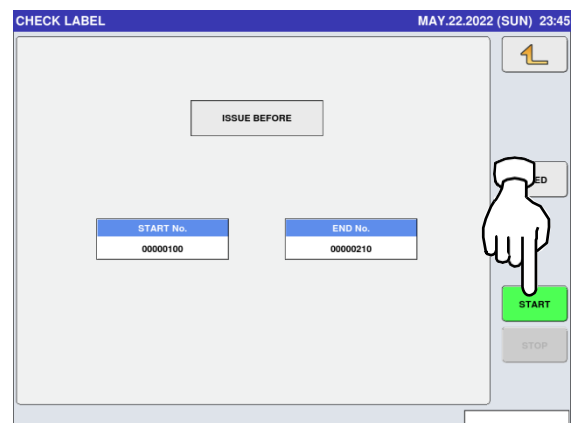 CHECK LABEL MAY.22.2022 (SUN) 23:45
ISSUE BEFORE
START No. END No.
00000100 00000210
START
STOP